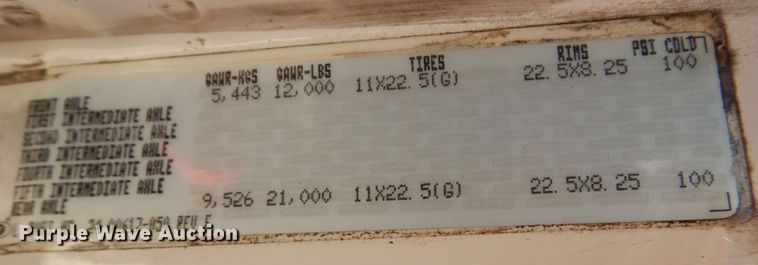 GAWR-KGS GAWR-LBS TIRES RIMS PSI COLD
FRONT AXLE 5,443 12,000 11X22.5(G) 22.5X8.25 100
FIRST INTERMEDIATE AXLE
SECOND INTERMEDIATE AXLE
THIRD INTERMEDIATE AXLE
FOURTH INTERMEDIATE AXLE
FIFTH INTERMEDIATE AXLE
REAR AXLE 9,526 21,000 11X22.5(G) 22.5X8.25 100
REV E
Purple Wave Auction